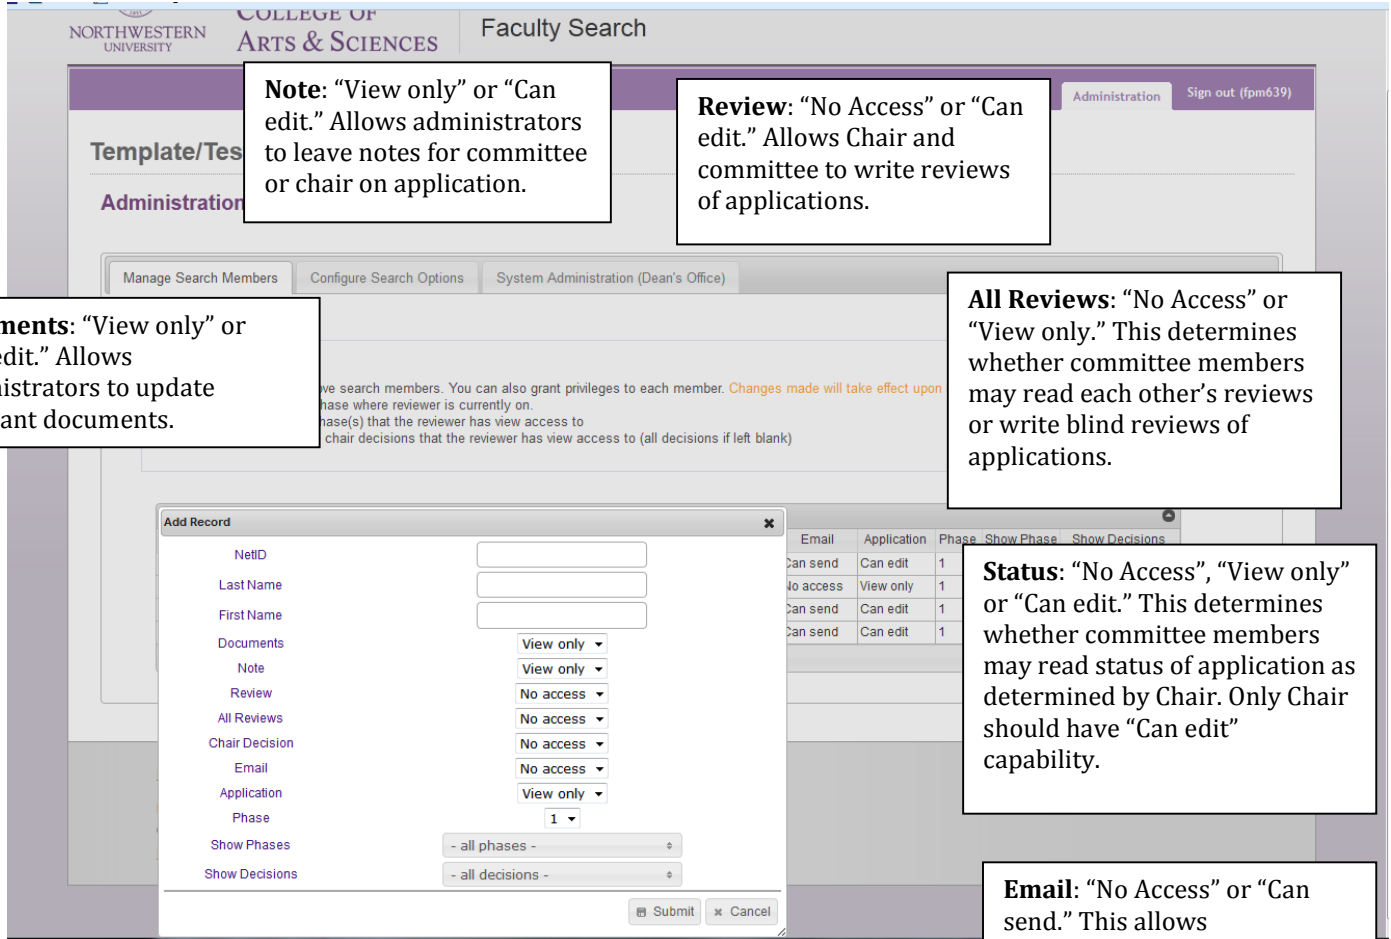 COLLEGE OF
NORTHWESTERN
UNIVERSITY
ARTS & SCIENCES
Faculty Search
Administration
Sign out (fpm639)
Note: “View only” or “Can
edit.” Allows administrators
to leave notes for committee
or chair on application.
Review: “No Access” or “Can
edit.” Allows Chair and
committee to write reviews
of applications.
Template/Tes
Administration
Manage Search Members
Configure Search Options
System Administration (Dean's Office)
ments: “View only” or
edit.” Allows
nistrators to update
ant documents.
All Reviews: “No Access” or
“View only.” This determines
whether committee members
may read each other’s reviews
or write blind reviews of
applications.
ove search members. You can also grant privileges to each member. Changes made will take effect upon
hase where reviewer is currently on.
hase(s) that the reviewer has view access to
chair decisions that the reviewer has view access to (all decisions if left blank)
Add Record
NetID
Last Name
First Name
Documents View only
Note View only
Review No access
All Reviews No access
Chair Decision No access
Email No access
Application View only
Phase 1
Show Phases - all phases -
Show Decisions - all decisions -
Submit Cancel
Email Application Phase Show Phase Show Decisions
Can send Can edit 1
No access View only 1
Can send Can edit 1
Can send Can edit 1
Status: “No Access”, “View only”
or “Can edit.” This determines
whether committee members
may read status of application as
determined by Chair. Only Chair
should have “Can edit”
capability.
Email: “No Access” or “Can
send.” This allows